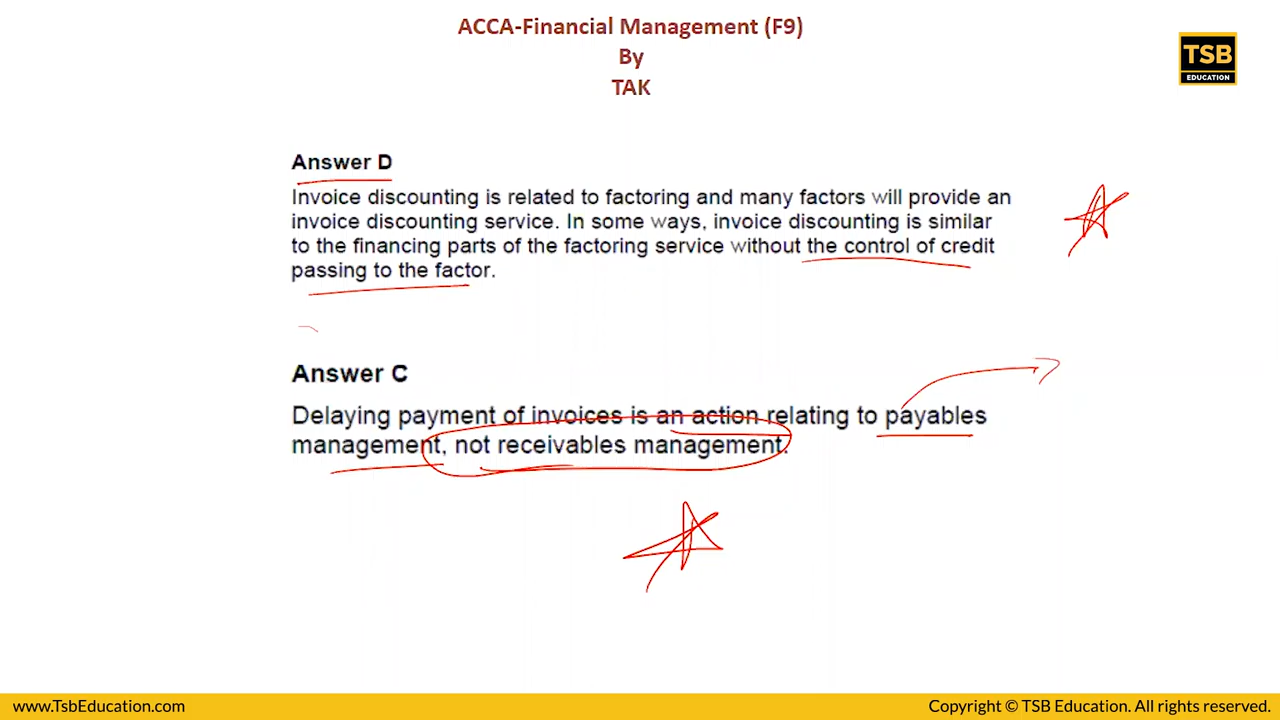 ACCA-Financial Management (F9)
By
TAK
TSB
EDUCATION
Answer D
Invoice discounting is related to factoring and many factors will provide an
invoice discounting service. In some ways, invoice discounting is similar
to the financing parts of the factoring service without the control of credit
passing to the factor.
Answer C
Delaying payment of invoices is an action relating to payables
management, not receivables management.
www.TsbEducation.com
Copyright © TSB Education. All rights reserved.